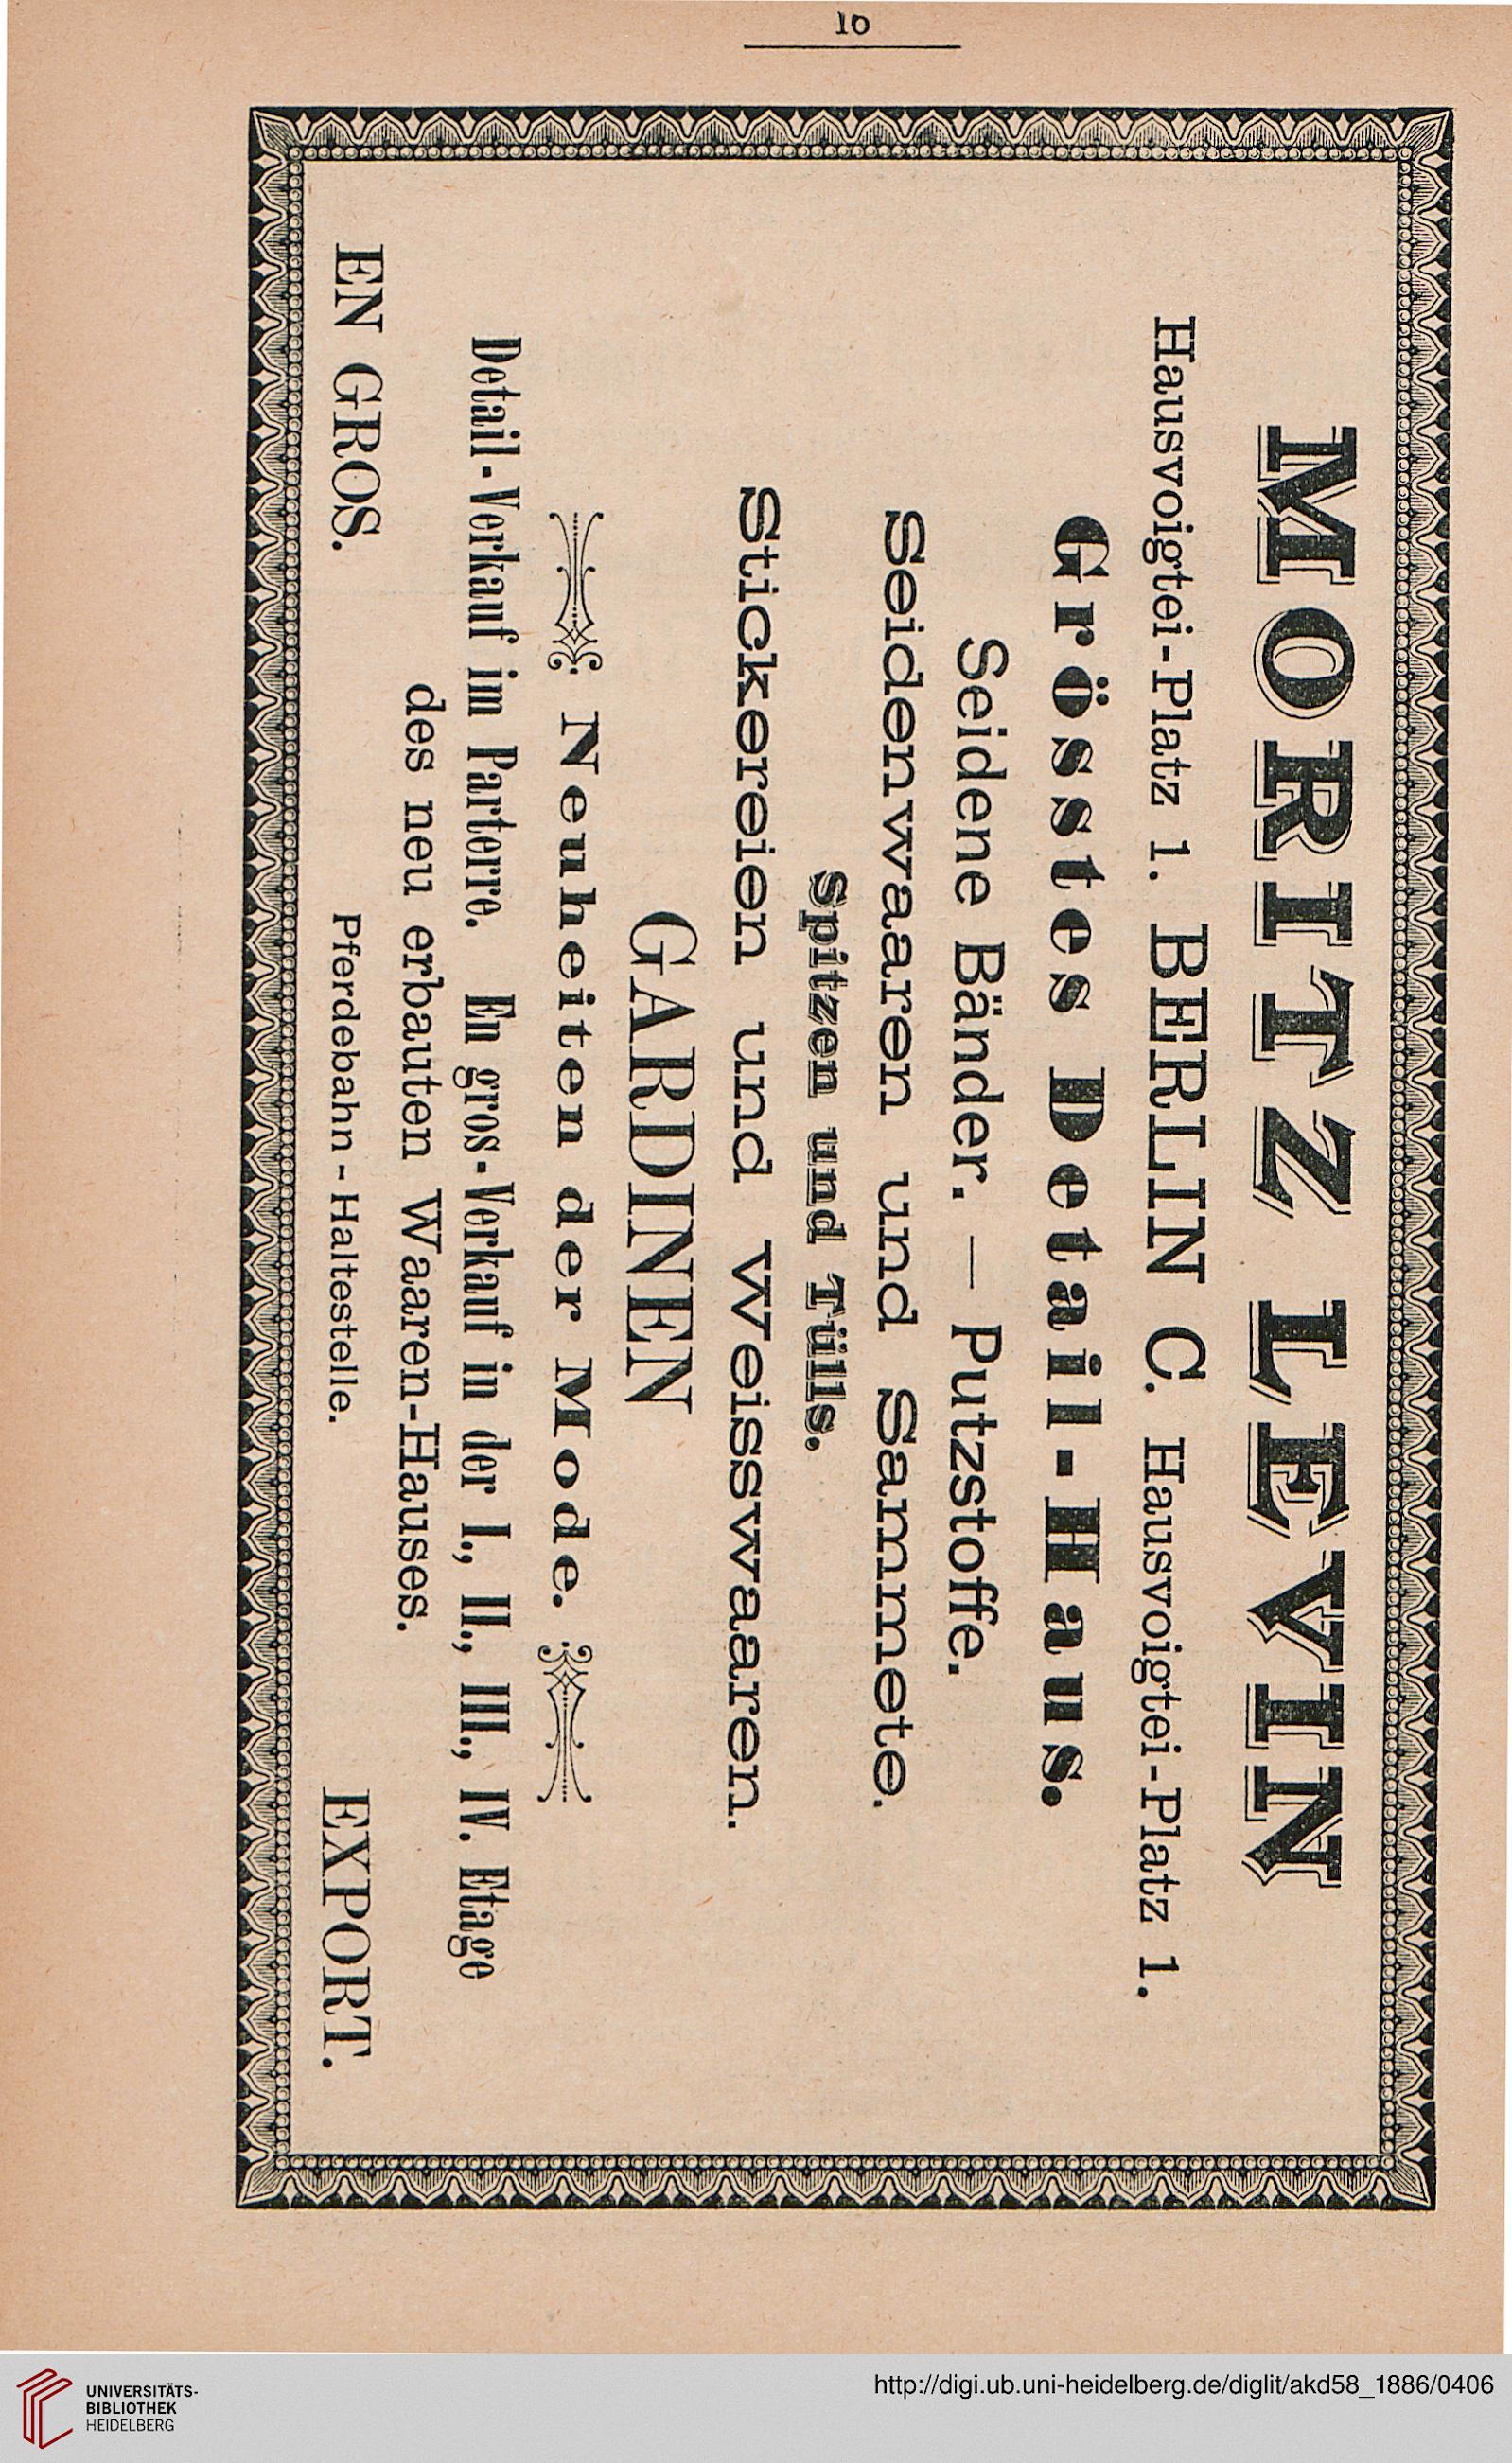 10
MORITZ LEVIN
Hausvoigtei-Platz 1. BERLIN C. Hausvoigtei-Platz 1.
Grösstes Detail-Haus.
Seidene Bänder. — Putzstoffe.
Seidenwaaren und Sammete.
Spitzen und Tülls.
Stickereien und Weisswaaren.
GARDINEN
Neuheiten der Mode.
Detail-Verkauf im Parterre. En gros-Verkauf in der I., II., III., IV. Etage
des neu erbauten Waaren-Hauses.
EN GROS. Pferdebahn-Haltestelle. EXPORT.
UNIVERSITÄTS-
BIBLIOTHEK
HEIDELBERG
http://digi.ub.uni-heidelberg.de/diglit/akd58_1886/0406